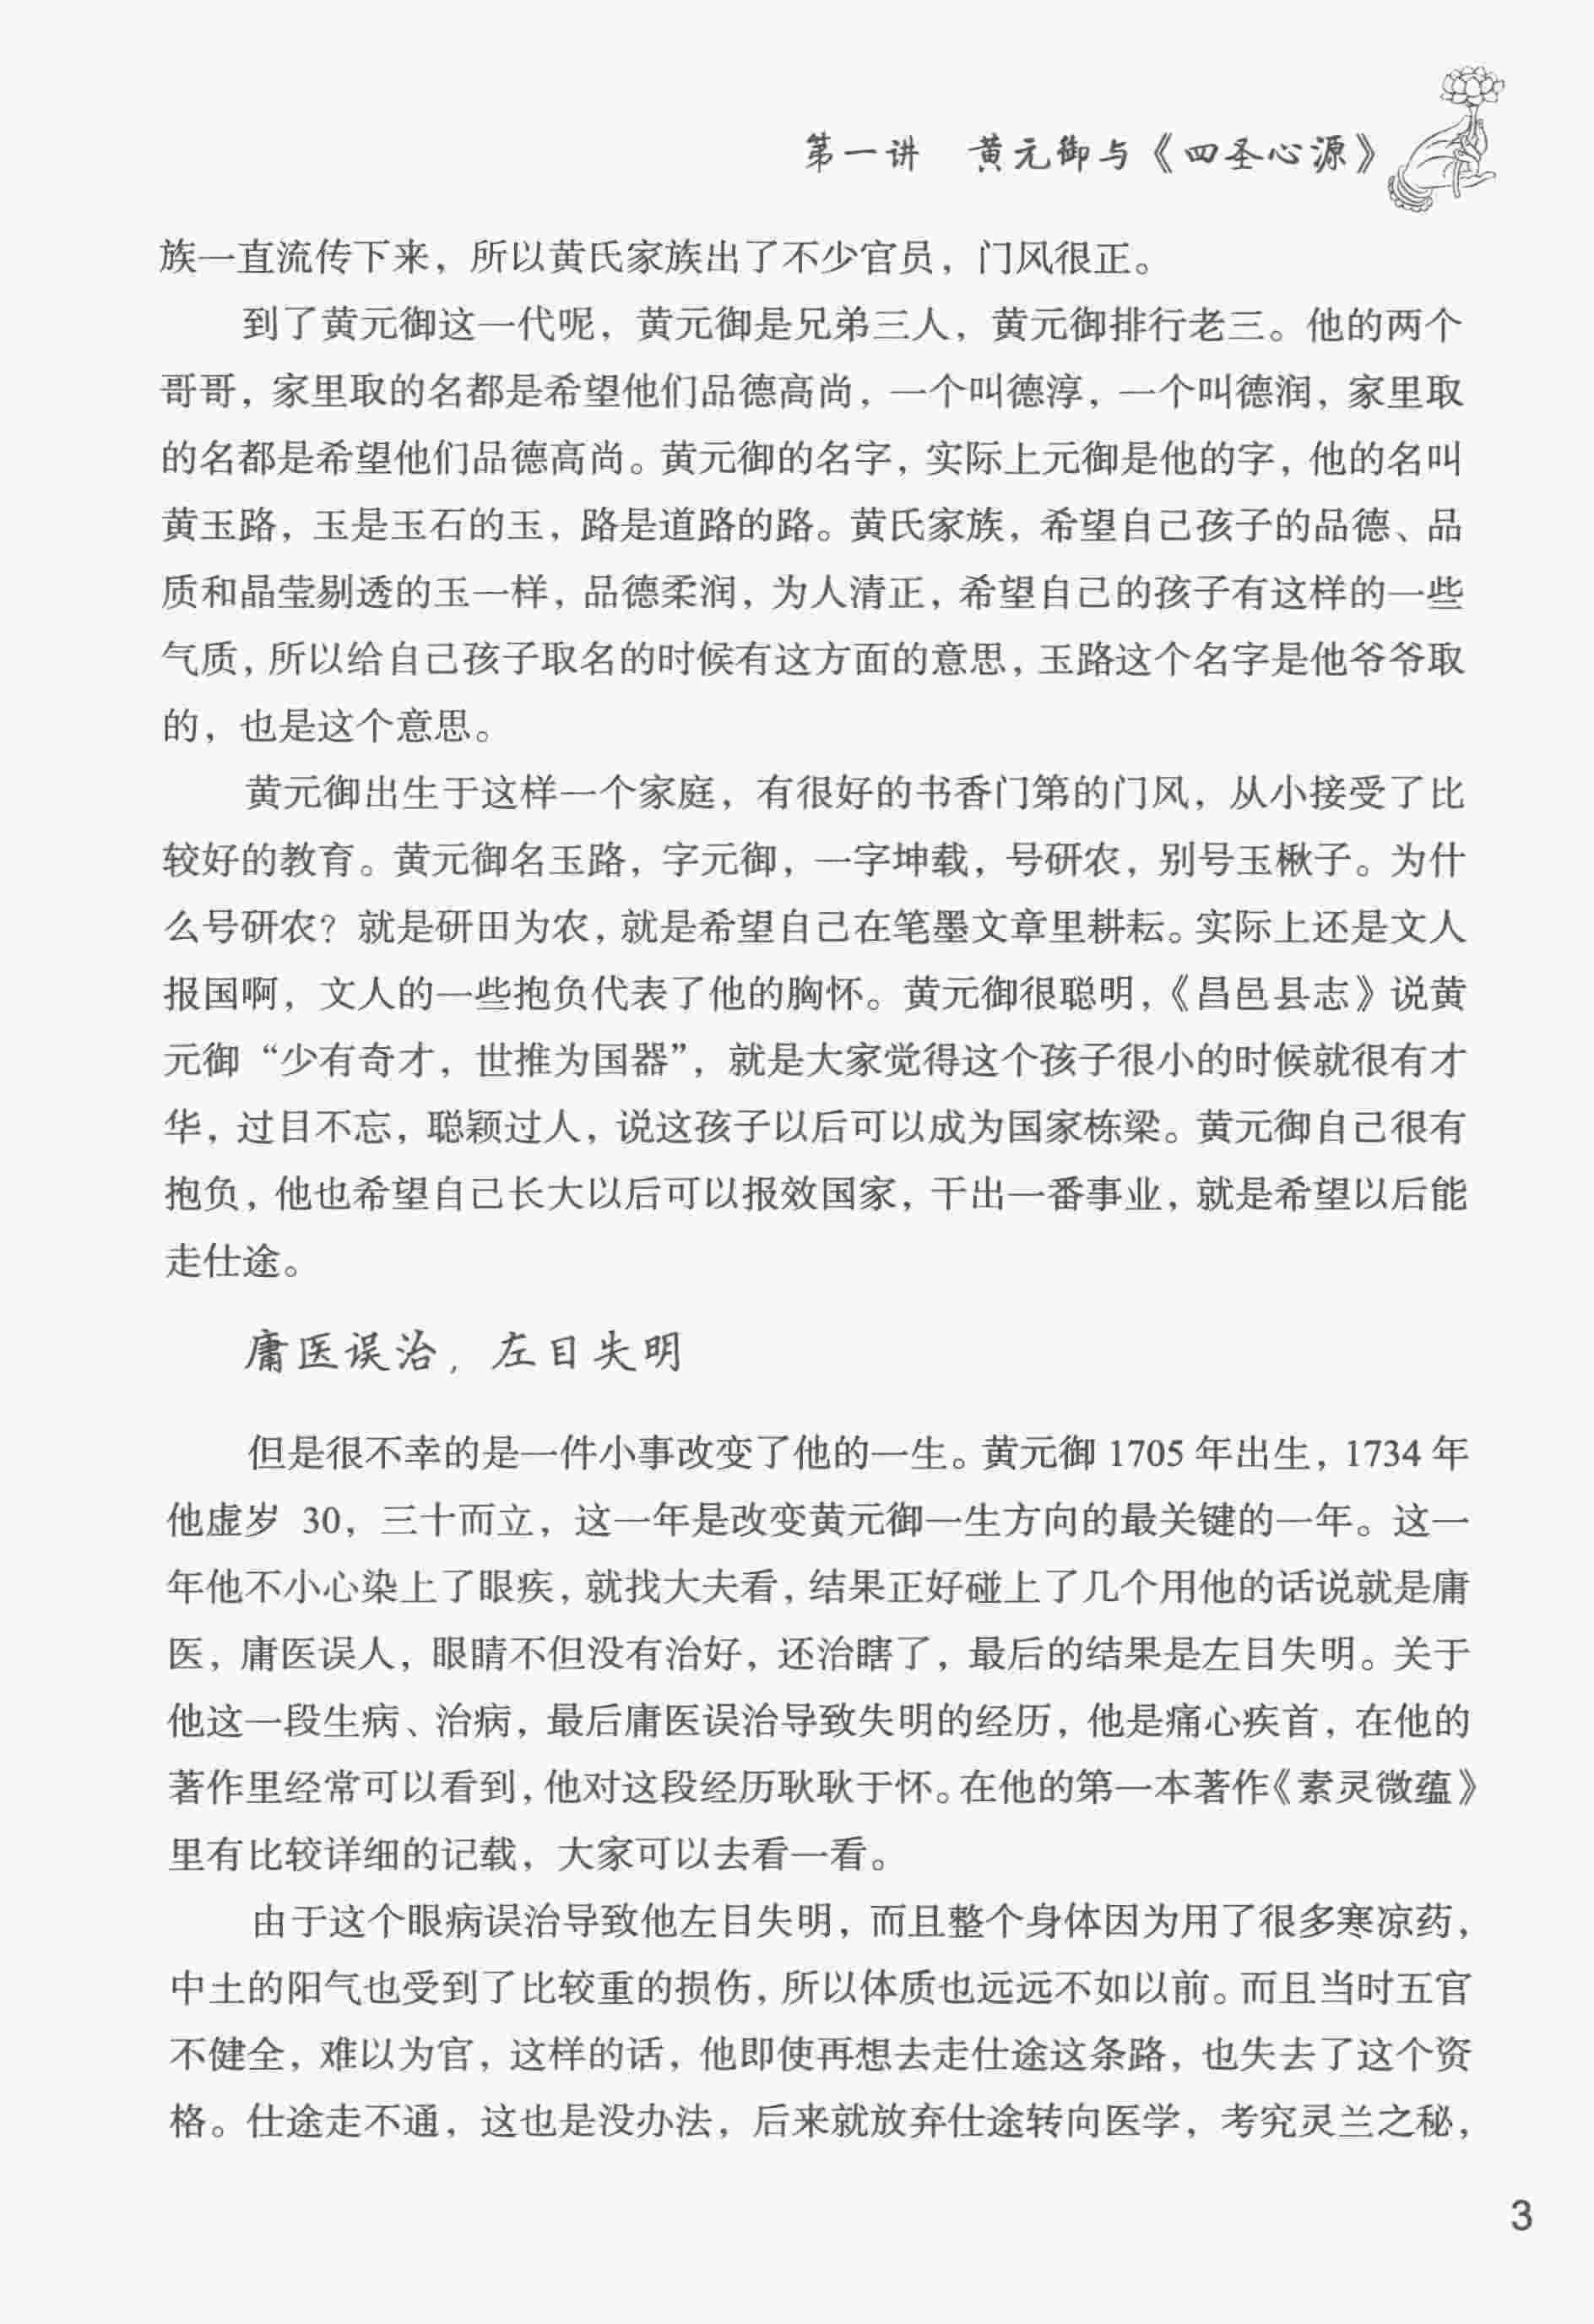 第一讲 黄元御与《四圣心源》
族一直流传下来，所以黄氏家族出了不少官员，门风很正。
到了黄元御这一代呢，黄元御是兄弟三人，黄元御排行老三。他的两个
哥哥，家里取的名都是希望他们品德高尚，一个叫德淳，一个叫德润，家里取
的名都是希望他们品德高尚。黄元御的名字，实际上元御是他的字，他的名叫
黄玉路，玉是玉石的玉，路是道路的路。黄氏家族，希望自己孩子的品德、品
质和晶莹剔透的玉一样，品德柔润，为人清正，希望自己的孩子有这样的一些
气质，所以给自己孩子取名的时候有这方面的意思，玉路这个名字是他爷爷取
的，也是这个意思。
黄元御出生于这样一个家庭，有很好的书香门第的门风，从小接受了比
较好的教育。黄元御名玉路，字元御，一字坤载，号研农，别号玉楸子。为什
么号研农？就是研田为农，就是希望自己在笔墨文章里耕耘。实际上还是文人
报国啊，文人的一些抱负代表了他的胸怀。黄元御很聪明，《昌邑县志》说黄
元御“少有奇才，世推为国器”，就是大家觉得这个孩子很小的时候就很有才
华，过目不忘，聪颖过人，说这孩子以后可以成为国家栋梁。黄元御自己很有
抱负，他也希望自己长大以后可以报效国家，干出一番事业，就是希望以后能
走仕途。
庸医误治，左目失明
但是很不幸的是一件小事改变了他的一生。黄元御 1705 年出生，1734 年
他虚岁 30，三十而立，这一年是改变黄元御一生方向的最关键的一年。这一
年他不小心染上了眼疾，就找大夫看，结果正好碰上了几个用他的话说就是庸
医，庸医误人，眼睛不但没有治好，还治瞎了，最后的结果是左目失明。关于
他这一段生病、治病，最后庸医误治导致失明的经历，他是痛心疾首，在他的
著作里经常可以看到，他对这段经历耿耿于怀。在他的第一本著作《素灵微蕴》
里有比较详细的记载，大家可以去看一看。
由于这个眼病误治导致他左目失明，而且整个身体因为用了很多寒凉药，
中土的阳气也受到了比较重的损伤，所以体质也远远不如以前。而且当时五官
不健全，难以为官，这样的话，他即使再想去走仕途这条路，也失去了这个资
格。仕途走不通，这也是没办法，后来就放弃仕途转向医学，考究灵兰之秘，
3